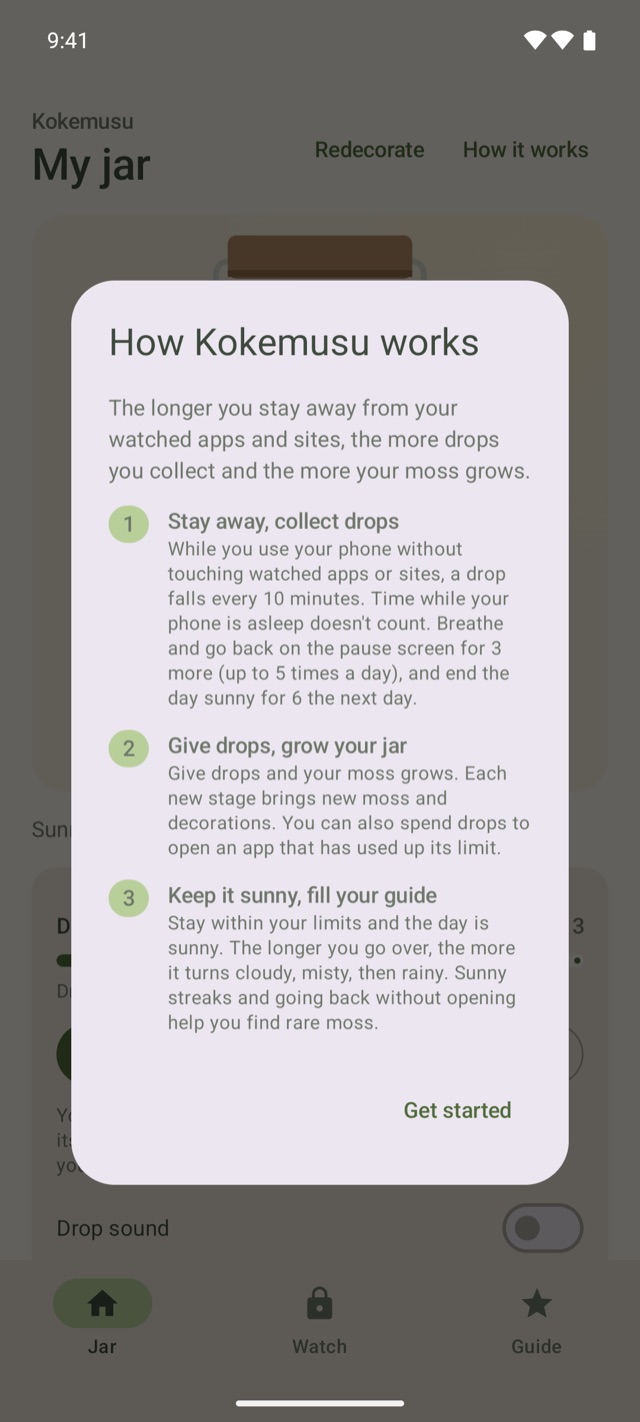 9:41
Kokemusu
My jar
Redecorate
How it works
How Kokemusu works
The longer you stay away from your
watched apps and sites, the more drops
you collect and the more your moss grows.
1
Stay away, collect drops
While you use your phone without
touching watched apps or sites, a drop
falls every 10 minutes. Time while your
phone is asleep doesn't count. Breathe
and go back on the pause screen for 3
more (up to 5 times a day), and end the
day sunny for 6 the next day.
2
Give drops, grow your jar
Give drops and your moss grows. Each
new stage brings new moss and
decorations. You can also spend drops to
open an app that has used up its limit.
3
Keep it sunny, fill your guide
Stay within your limits and the day is
sunny. The longer you go over, the more
it turns cloudy, misty, then rainy. Sunny
streaks and going back without opening
help you find rare moss.
Get started
3
Drop sound
Jar
Watch
Guide